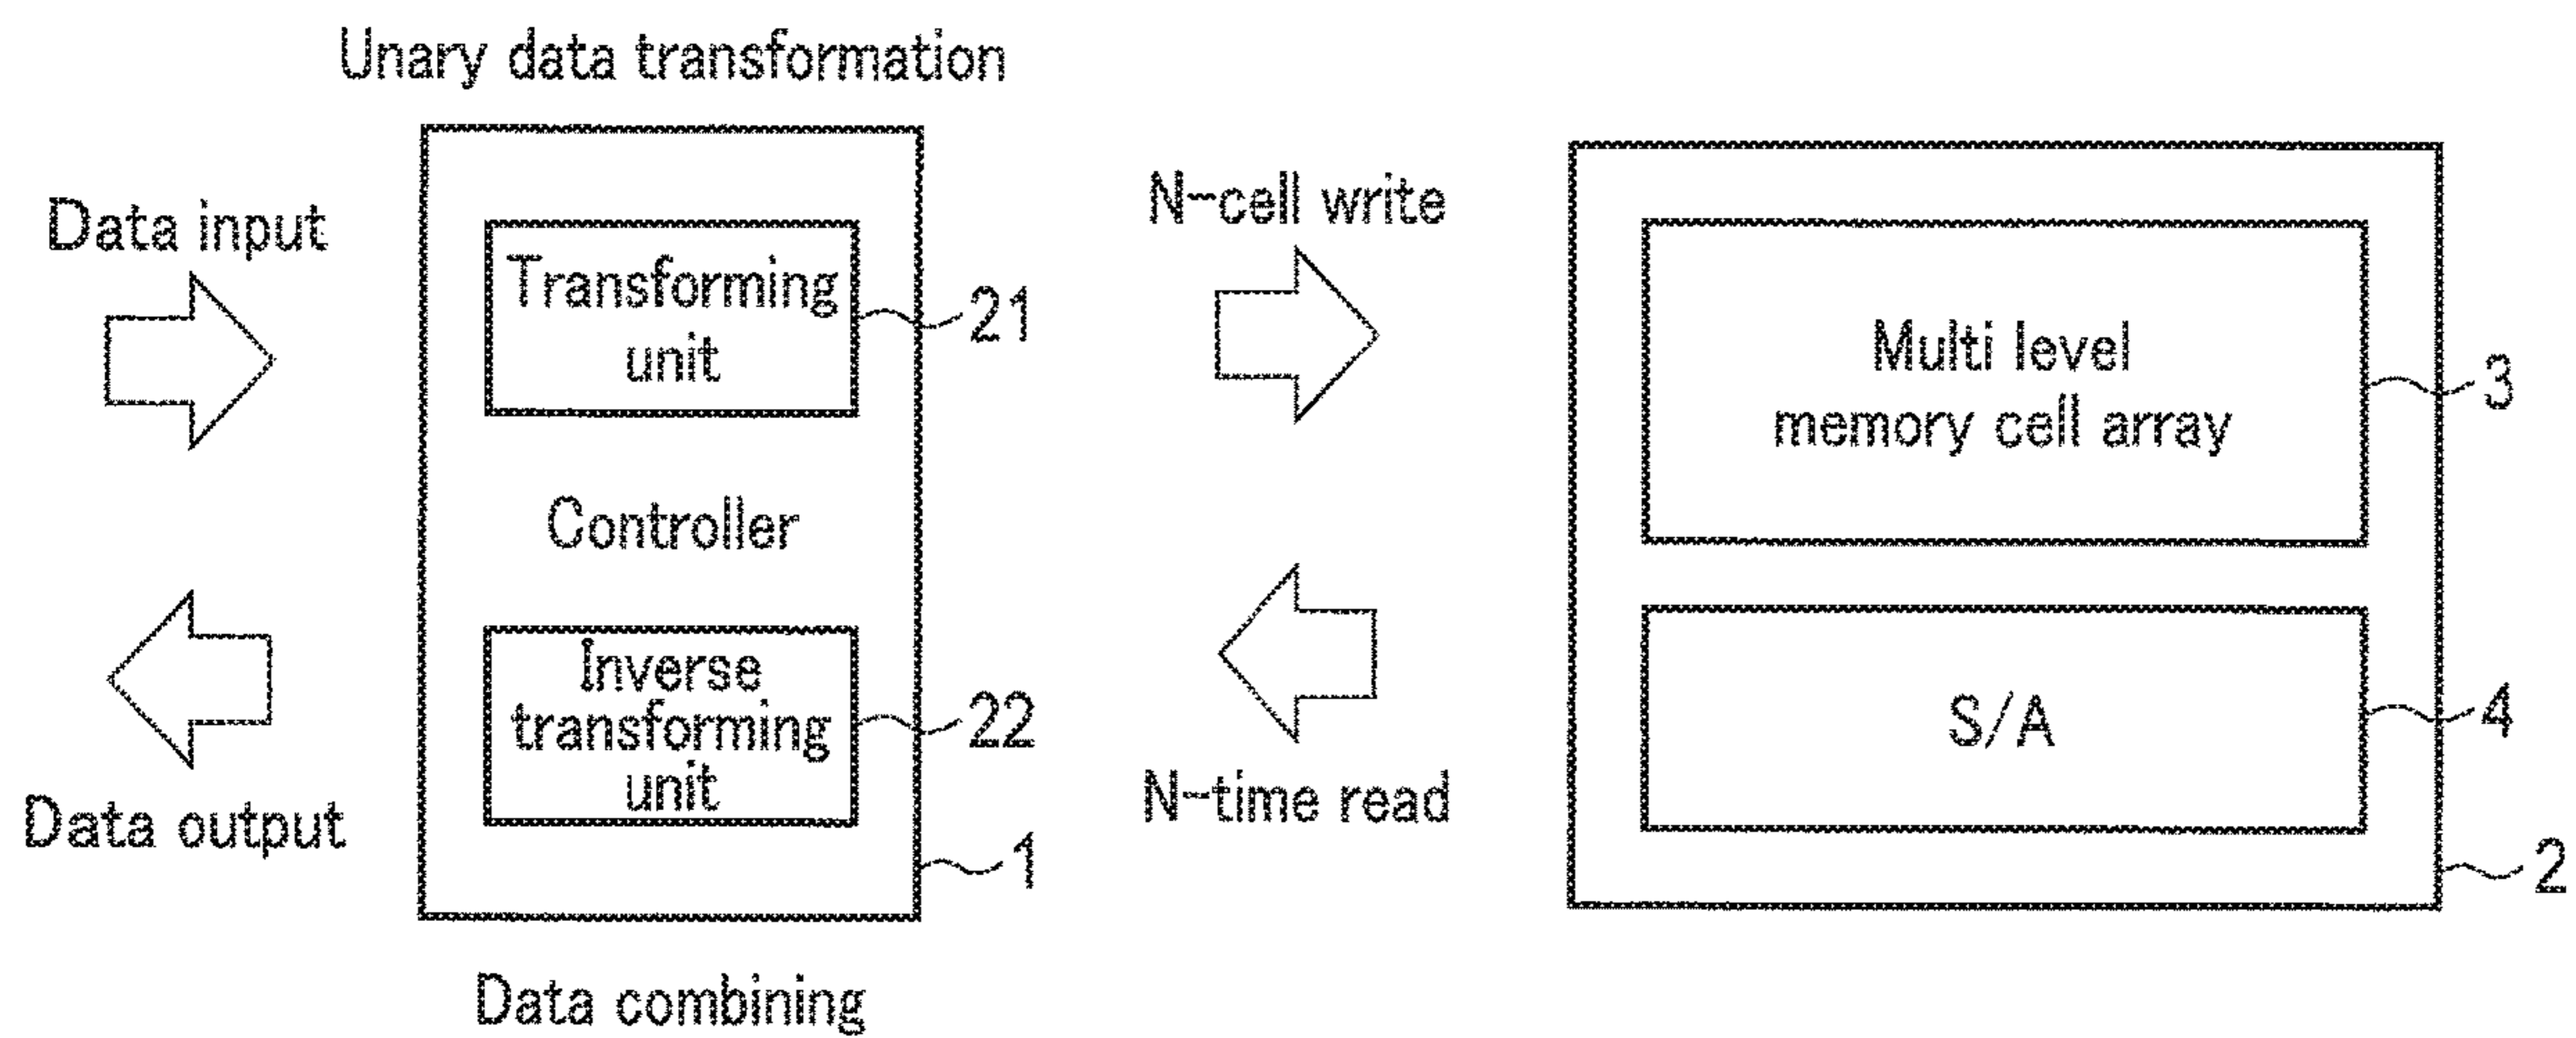 Unary data transformation
Data input
Transforming
unit
21
Controller
Inverse
transforming
unit
22
1
Data output
Data combining
N-cell write
N-time read
Multi level
memory cell array
3
S/A
4
2